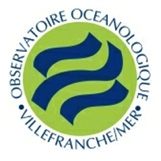 OBSERVATOIRE OCEANOLOGIQUE
• VILLEFRANCHE/MER •